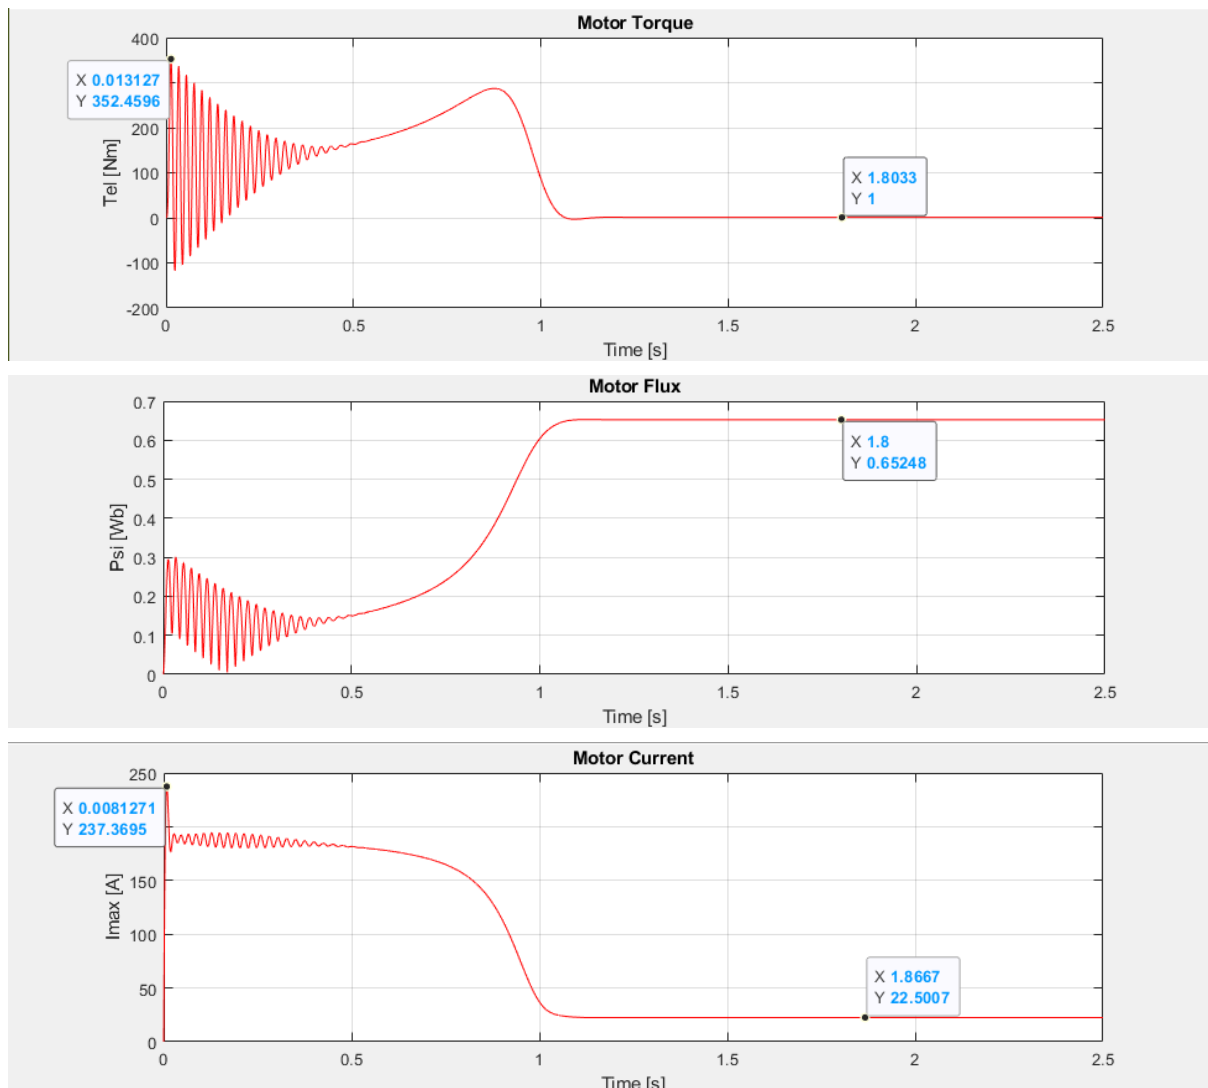 Motor Torque
400
200
100
0
-100
-200
Tel [Nm]
X 0.013127
Y 352.4596
X 1.8033
Y 1
0
0.5
1
1.5
2
2.5
Time [s]
Motor Flux
0.7
0.6
0.5
0.4
0.3
0.2
0.1
0
Psi [Wb]
X 1.8
Y 0.65248
0
0.5
1
1.5
2
2.5
Time [s]
Motor Current
250
150
100
50
0
Imax [A]
X 0.0081271
Y 237.3695
X 1.8667
Y 22.5007
0
0.5
1
1.5
2
2.5
Time [s]